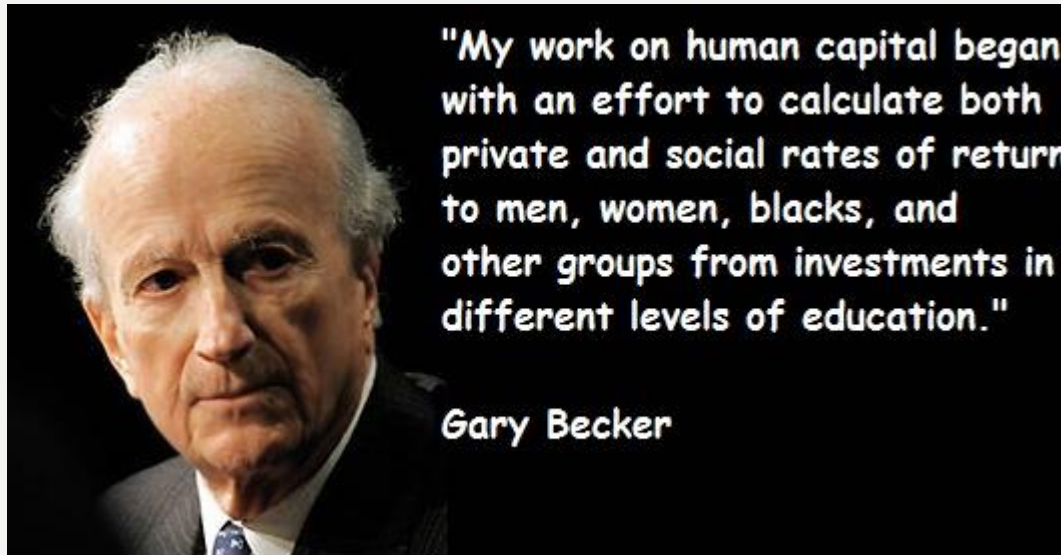 "My work on human capital began
with an effort to calculate both
private and social rates of return
to men, women, blacks, and
other groups from investments in
different levels of education."
Gary Becker